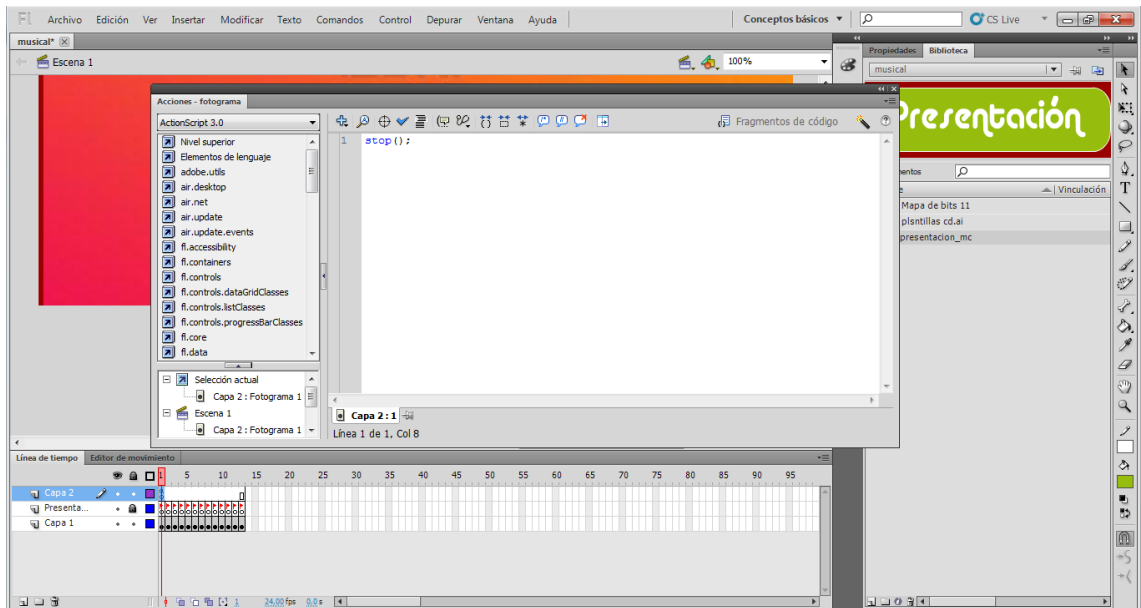 Fl Archivo Edición Ver Insertar Modificar Texto Comandos Control Depurar Ventana Ayuda Conceptos básicos CS Live
musical*
Escena 1 100%
Propiedades Biblioteca
musical
Presentación
Acciones - fotograma
ActionScript 3.0
Fragmentos de código
Nivel superior
Elementos de lenguaje
adobe.utils
air.desktop
air.net
air.update
air.update.events
fl.accessibility
fl.containers
fl.controls
fl.controls.dataGridClasses
fl.controls.listClasses
fl.controls.progressBarClasses
fl.core
fl.data
1 stop();
Selección actual
Capa 2 : Fotograma 1
Escena 1
Capa 2 : Fotograma 1
Capa 2 : 1
Línea 1 de 1, Col 8
Vinculación
Mapa de bits 11
plsntillas cd.ai
presentacion_mc
Línea de tiempo Editor de movimiento
1 5 10 15 20 25 30 35 40 45 50 55 60 65 70 75 80 85 90 95
Capa 2
Presenta...
Capa 1
1 24.00 fps 0.0 s